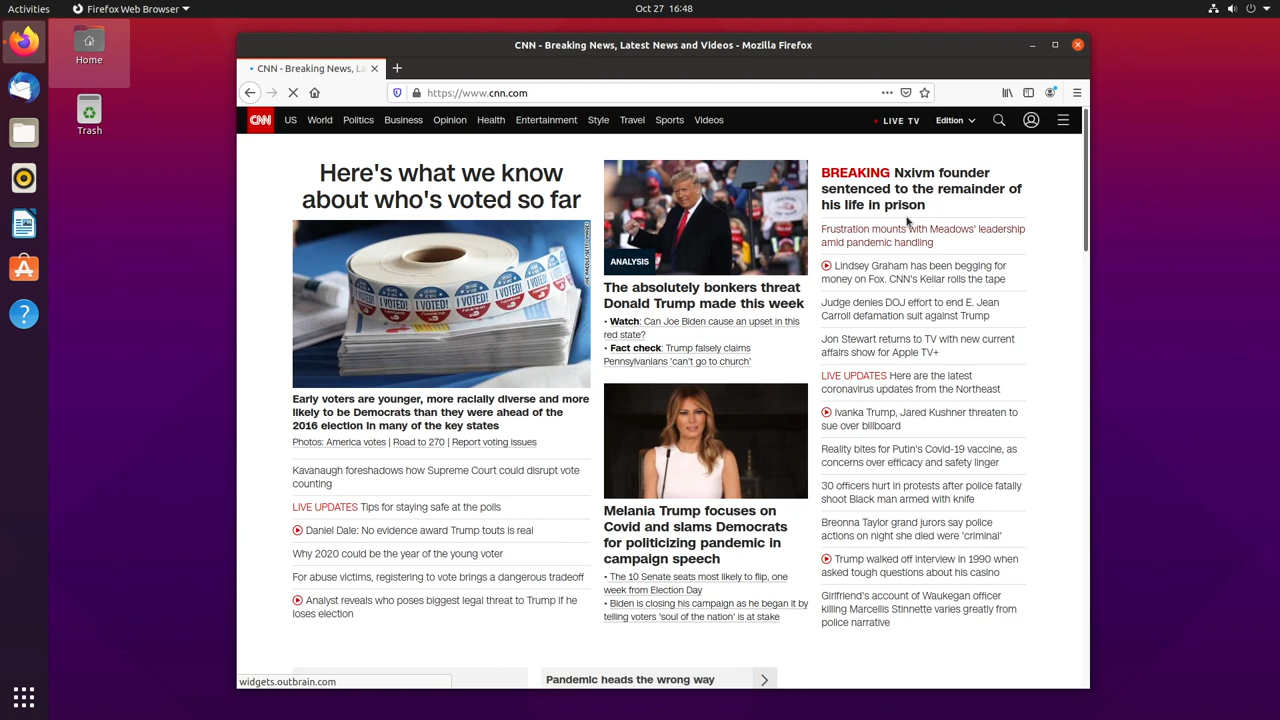 Activities
Firefox Web Browser
Oct 27 16:48
CNN - Breaking News, Latest News and Videos - Mozilla Firefox
Home
Trash
CNN - Breaking News, La
https://www.cnn.com
CNN
US
World
Politics
Business
Opinion
Health
Entertainment
Style
Travel
Sports
Videos
LIVE TV
Edition
Here's what we know
about who's voted so far
I VOTED!
I VOTED!
I VOTED!
I VOTED!
Early voters are younger, more racially diverse and more
likely to be Democrats than they were ahead of the
2016 election in many of the key states
Photos: America votes | Road to 270 | Report voting issues
Kavanaugh foreshadows how Supreme Court could disrupt vote
counting
LIVE UPDATES Tips for staying safe at the polls
Daniel Dale: No evidence award Trump touts is real
Why 2020 could be the year of the young voter
For abuse victims, registering to vote brings a dangerous tradeoff
Analyst reveals who poses biggest legal threat to Trump if he
loses election
ANALYSIS
The absolutely bonkers threat
Donald Trump made this week
• Watch: Can Joe Biden cause an upset in this
red state?
• Fact check: Trump falsely claims
Pennsylvanians 'can't go to church'
Melania Trump focuses on
Covid and slams Democrats
for politicizing pandemic in
campaign speech
• The 10 Senate seats most likely to flip, one
week from Election Day
• Biden is closing his campaign as he began it by
telling voters 'soul of the nation' is at stake
BREAKING Nxivm founder
sentenced to the remainder of
his life in prison
Frustration mounts with Meadows' leadership
amid pandemic handling
Lindsey Graham has been begging for
money on Fox. CNN's Keilar rolls the tape
Judge denies DOJ effort to end E. Jean
Carroll defamation suit against Trump
Jon Stewart returns to TV with new current
affairs show for Apple TV+
LIVE UPDATES Here are the latest
coronavirus updates from the Northeast
Ivanka Trump, Jared Kushner threaten to
sue over billboard
Reality bites for Putin's Covid-19 vaccine, as
concerns over efficacy and safety linger
30 officers hurt in protests after police fatally
shoot Black man armed with knife
Breonna Taylor grand jurors say police
actions on night she died were 'criminal'
Trump walked off interview in 1990 when
asked tough questions about his casino
Girlfriend's account of Waukegan officer
killing Marcellis Stinnette varies greatly from
police narrative
Pandemic heads the wrong way
widgets.outbrain.com